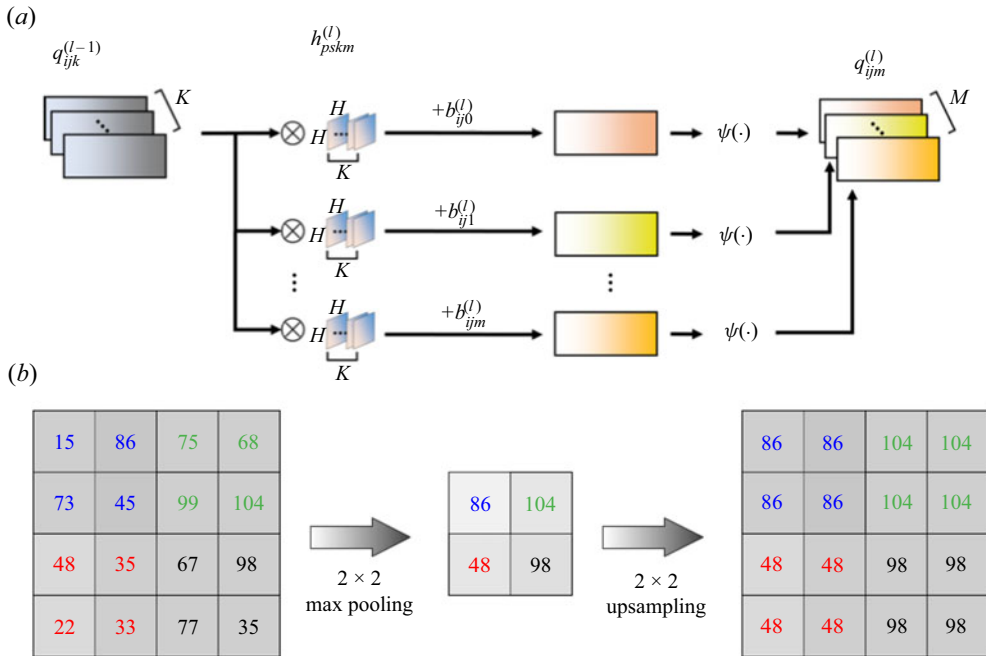 (a)
q_{ijk}^{(l−1)}
h_{pskm}^{(l)}
q_{ijm}^{(l)}
K
M
⊗ H H ... K +b_{ij0}^{(l)} ψ(·)
⊗ H H ... K +b_{ij1}^{(l)} ψ(·)
⊗ H H ... K +b_{ijm}^{(l)} ψ(·)
(b)
15 86 75 68
73 45 99 104
48 35 67 98
22 33 77 35
2 × 2
max pooling
86 104
48 98
2 × 2
upsampling
86 86 104 104
86 86 104 104
48 48 98 98
48 48 98 98